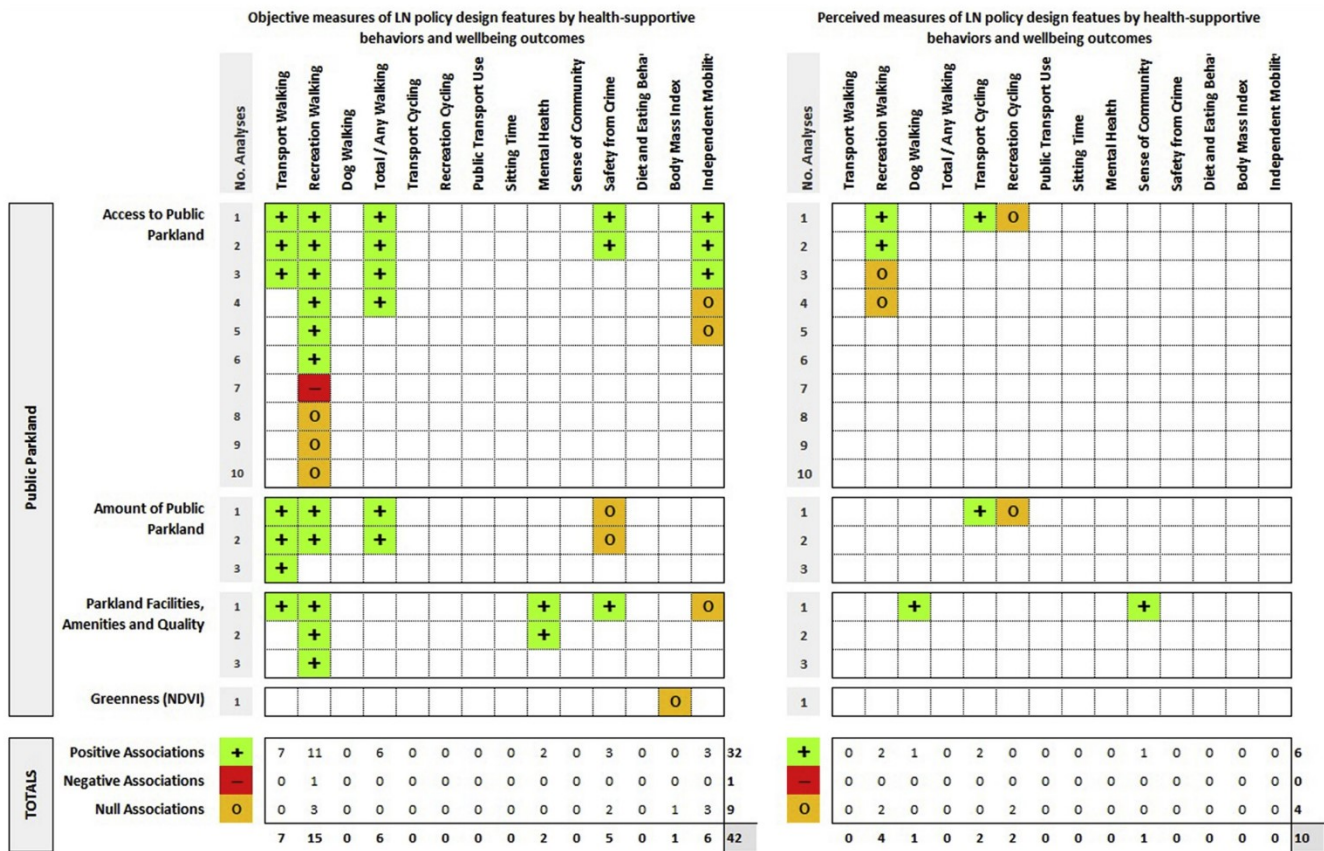 Objective measures of LN policy design features by health-supportive
behaviors and wellbeing outcomes
Perceived measures of LN policy design featues by health-supportive
behaviors and wellbeing outcomes
No. Analyses
Transport Walking
Recreation Walking
Dog Walking
Total / Any Walking
Transport Cycling
Recreation Cycling
Public Transport Use
Sitting Time
Mental Health
Sense of Community
Safety from Crime
Diet and Eating Beha
Body Mass Index
Independent Mobilit
No. Analyses
Transport Walking
Recreation Walking
Dog Walking
Total / Any Walking
Transport Cycling
Recreation Cycling
Public Transport Use
Sitting Time
Mental Health
Sense of Community
Safety from Crime
Diet and Eating Beha
Body Mass Index
Independent Mobilit
Public Parkland
Access to Public
Parkland
1 + + + + + 1 + + O
2 + + + + + 2 +
3 + + + + 3 O
4 + + O 4 O
5 + O 5
6 + 6
7 − 7
8 O 8
9 O 9
10 O 10
Amount of Public
Parkland
1 + + + O 1 + O
2 + + + O 2
3 + 3
Parkland Facilities,
Amenities and Quality
1 + + + + O 1 + +
2 + + 2
3 + 3
Greenness (NDVI) 1 O 1
TOTALS
Positive Associations + 7 11 0 6 0 0 0 0 2 0 3 0 0 3 32 + 0 2 1 0 2 0 0 0 0 1 0 0 0 0 6
Negative Associations − 0 1 0 0 0 0 0 0 0 0 0 0 0 0 1 − 0 0 0 0 0 0 0 0 0 0 0 0 0 0 0
Null Associations O 0 3 0 0 0 0 0 0 0 0 2 0 1 3 9 O 0 2 0 0 0 2 0 0 0 0 0 0 0 0 4
7 15 0 6 0 0 0 0 2 0 5 0 1 6 42 0 4 1 0 2 2 0 0 0 1 0 0 0 0 10